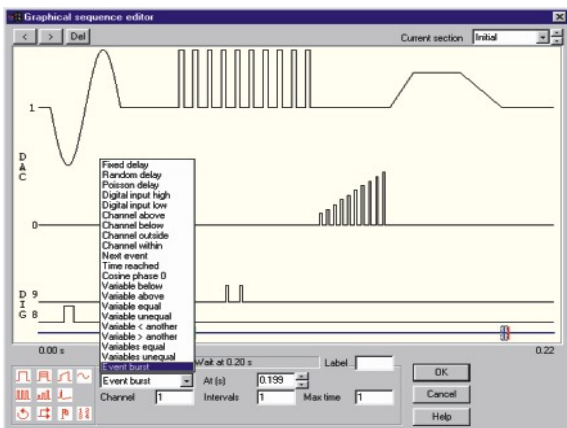 Graphical sequence editor
< > Del Current section Initial
1
D
A
C
0
D 9
I
G 8
0.00 s 0.22
Fixed delay
Random delay
Poisson delay
Digital input high
Digital input low
Channel above
Channel below
Channel outside
Channel within
Next event
Time reached
Cosine phase 0
Variable below
Variable above
Variable equal
Variable unequal
Variable < another
Variable > another
Variables equal
Variables unequal
Event burst
Wait at 0.20 s Label
Event burst At (s) 0.199
Channel 1 Intervals 1 Max time 1
OK
Cancel
Help